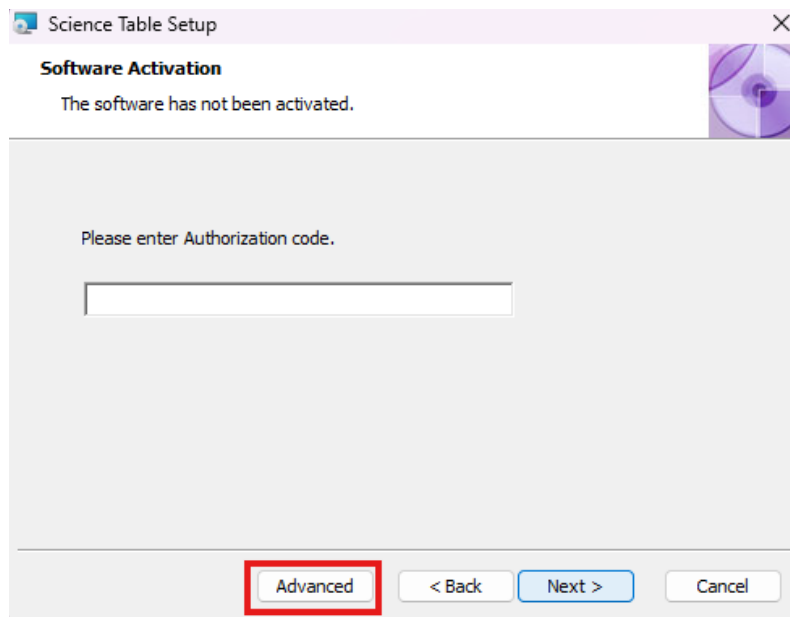 Science Table Setup
Software Activation
The software has not been activated.
Please enter Authorization code.
Advanced
< Back
Next >
Cancel